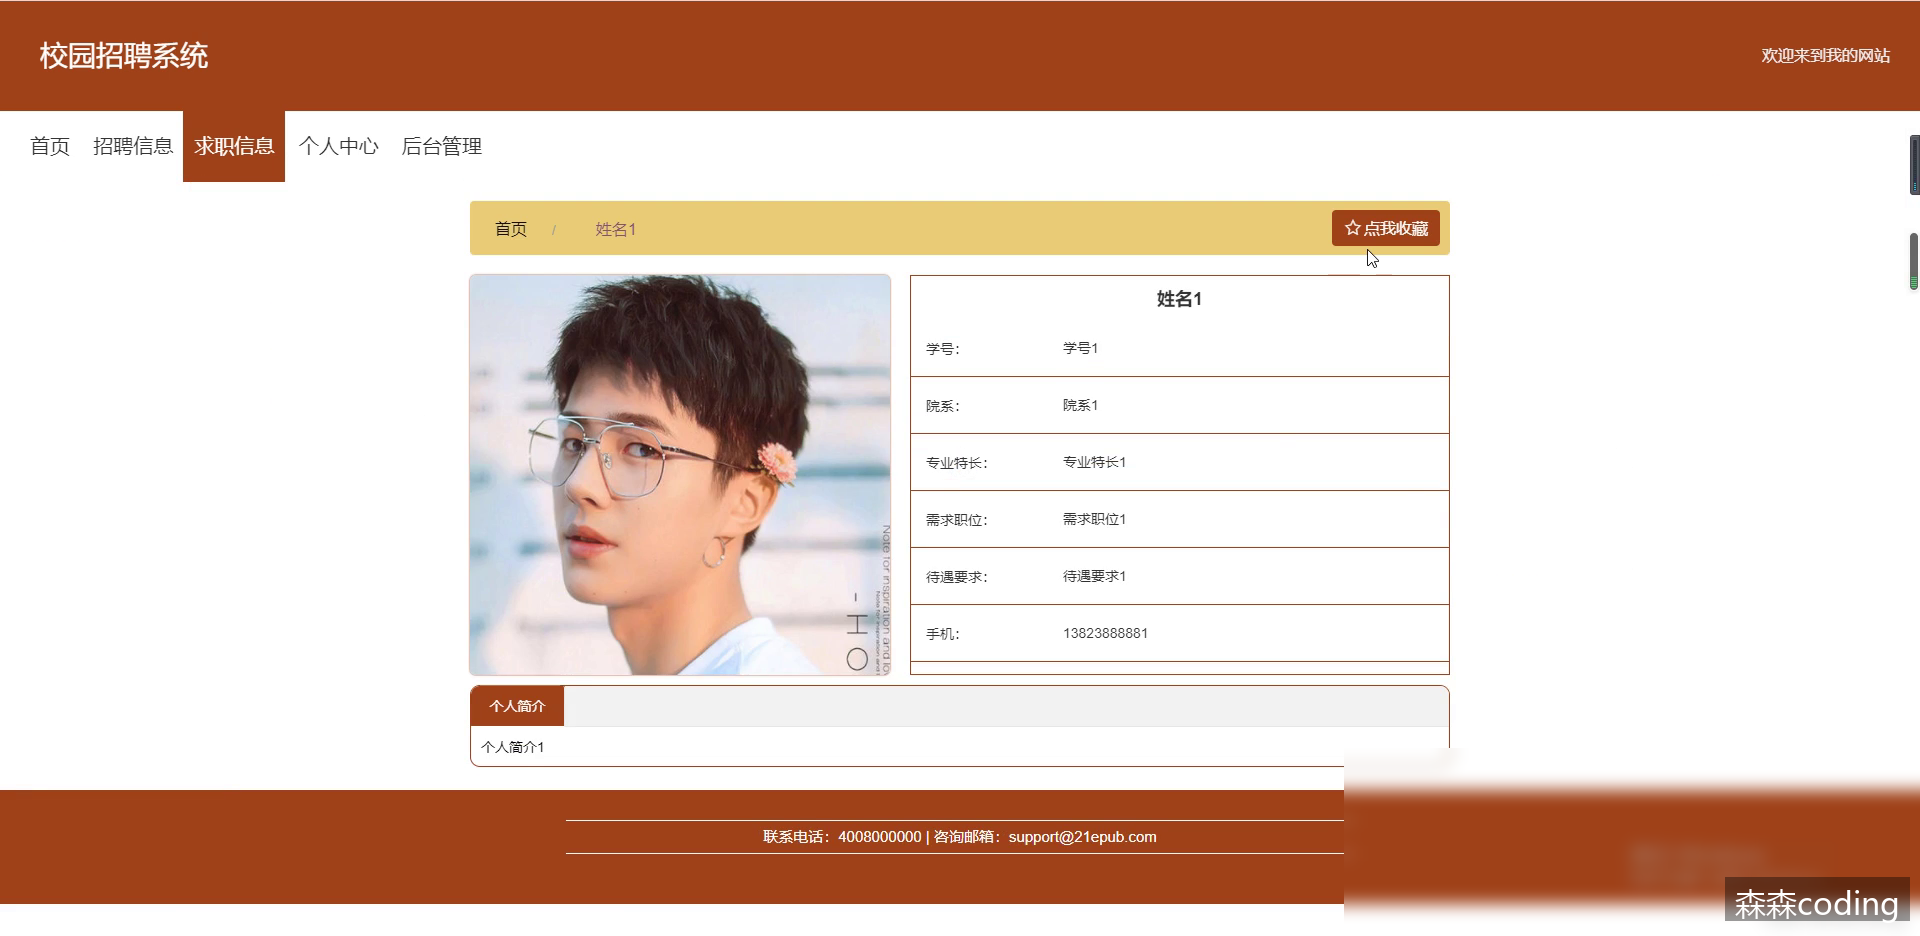 校园招聘系统
欢迎来到我的网站
首页 招聘信息 求职信息 个人中心 后台管理
首页 / 姓名1
☆点我收藏
姓名1
学号： 学号1
院系： 院系1
专业特长： 专业特长1
需求职位： 需求职位1
待遇要求： 待遇要求1
手机： 13823888881
Note for inspiration and lo
- H O
个人简介
个人简介1
联系电话：4008000000 | 咨询邮箱：support@21epub.com
森森coding